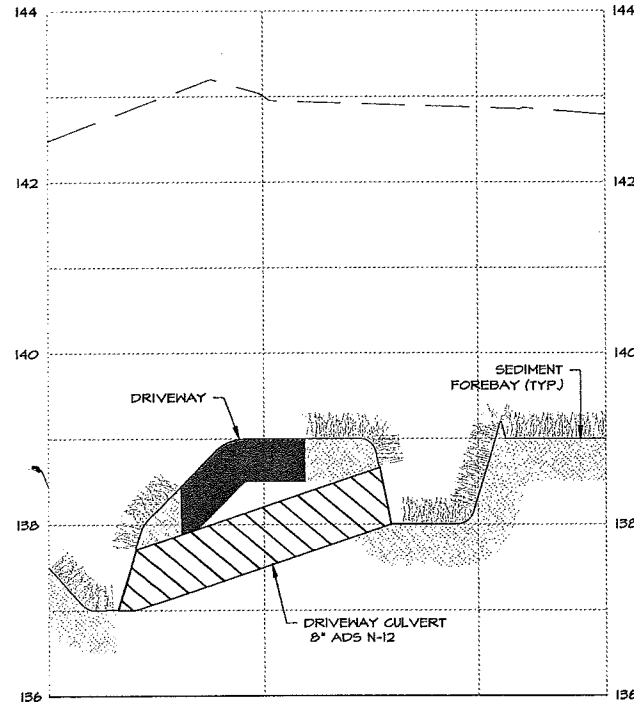 144
144
142
142
140
140
SEDIMENT
FOREBAY (TYP.)
DRIVEWAY
138
138
DRIVEWAY CULVERT
8" ADS N-12
136
136